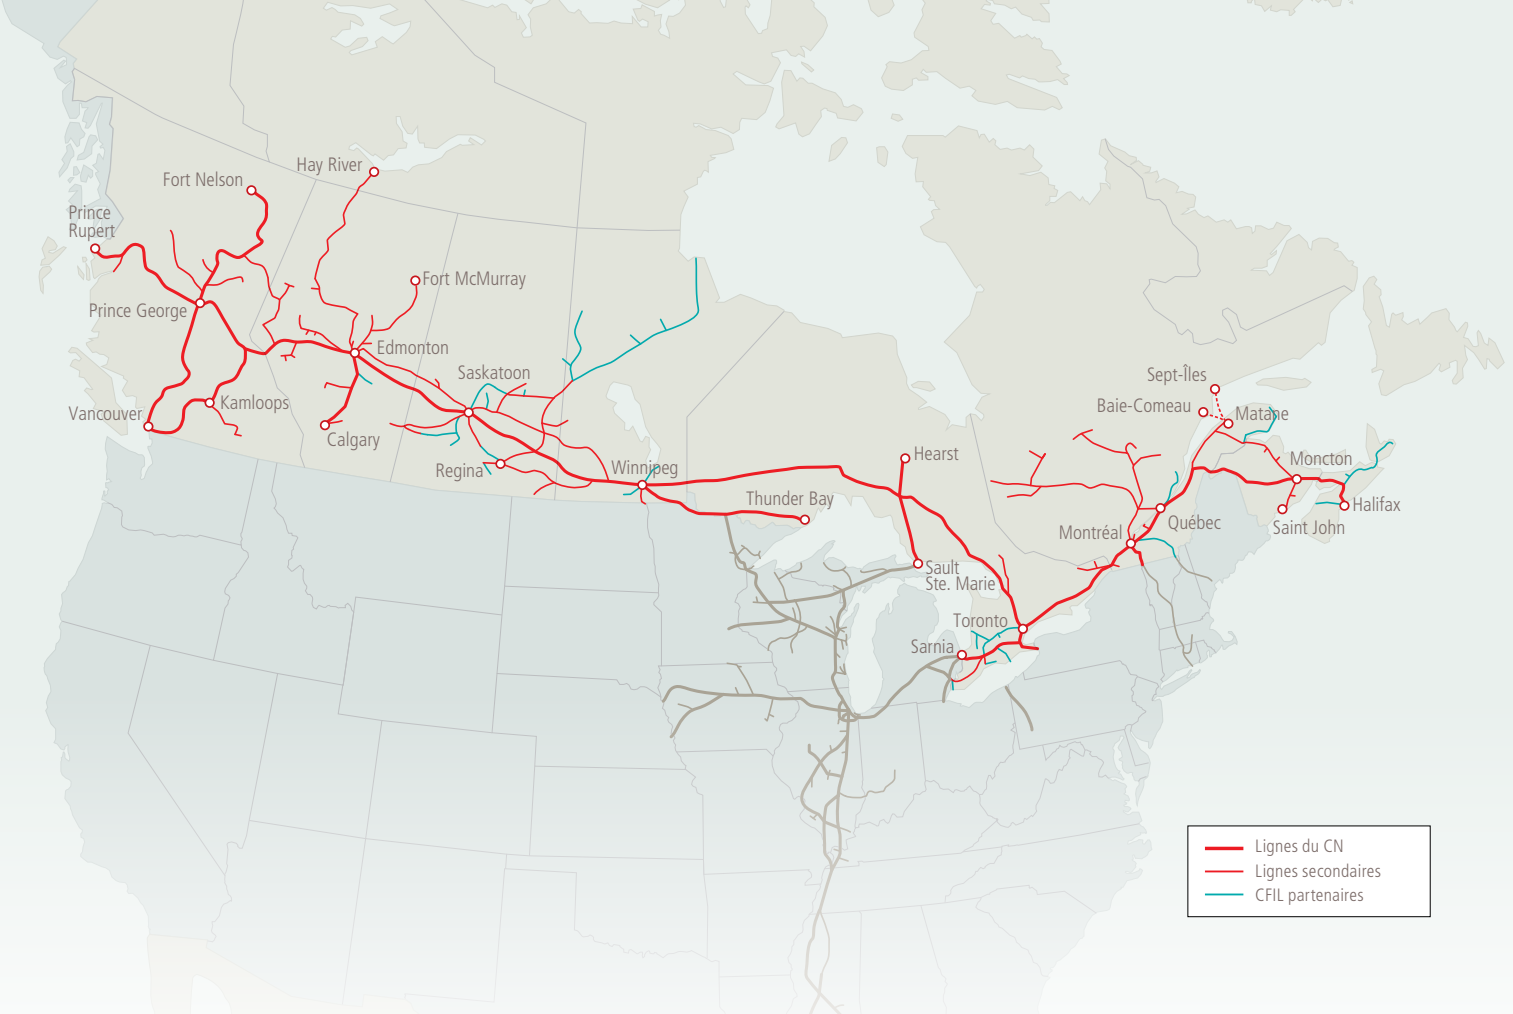 Hay River
Fort Nelson
Prince
Rupert
Fort McMurray
Prince George
Edmonton
Saskatoon
Kamloops
Vancouver
Calgary
Regina
Winnipeg
Thunder Bay
Hearst
Sault
Ste. Marie
Toronto
Sarnia
Sept-Îles
Baie-Comeau
Matane
Moncton
Halifax
Saint John
Québec
Montréal
Lignes du CN
Lignes secondaires
CFIL partenaires